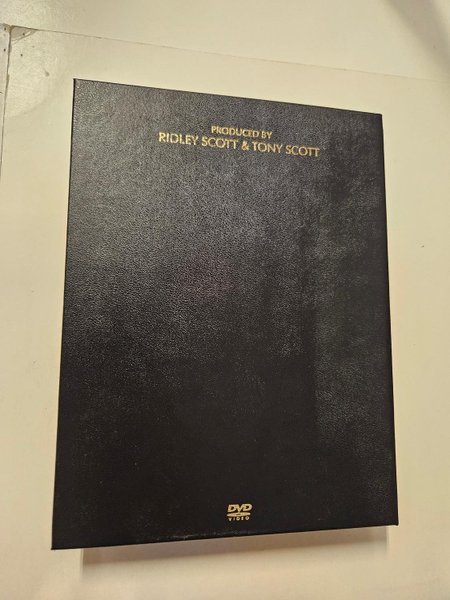 PRODUCED BY
RIDLEY SCOTT & TONY SCOTT
DVD
VIDEO